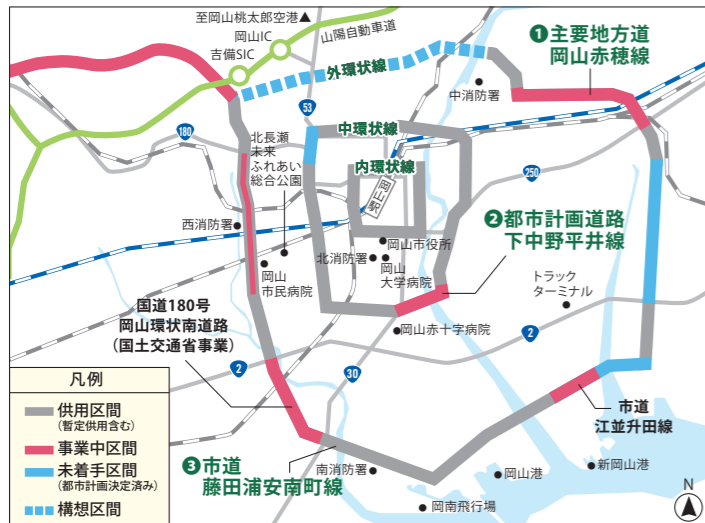 至岡山桃太郎空港▲
岡山IC
吉備SIC
山陽自動車道
❶主要地方道
岡山赤穂線
外環状線
中消防署
53
180
中環状線
北長瀬
未来
ふれあい
総合公園
内環状線
250
岡山駅
❷都市計画道路
下中野平井線
西消防署
岡山市役所
北消防署
岡山
大学病院
岡山
市民病院
トラック
ターミナル
国道180号
岡山環状南道路
(国土交通省事業)
岡山赤十字病院
2
2
30
凡例
供用区間
(暫定供用含む)
事業中区間
未着手区間
(都市計画決定済み)
構想区間
市道
江並升田線
❸市道
藤田浦安南町線
南消防署
岡山港
新岡山港
岡南飛行場
N